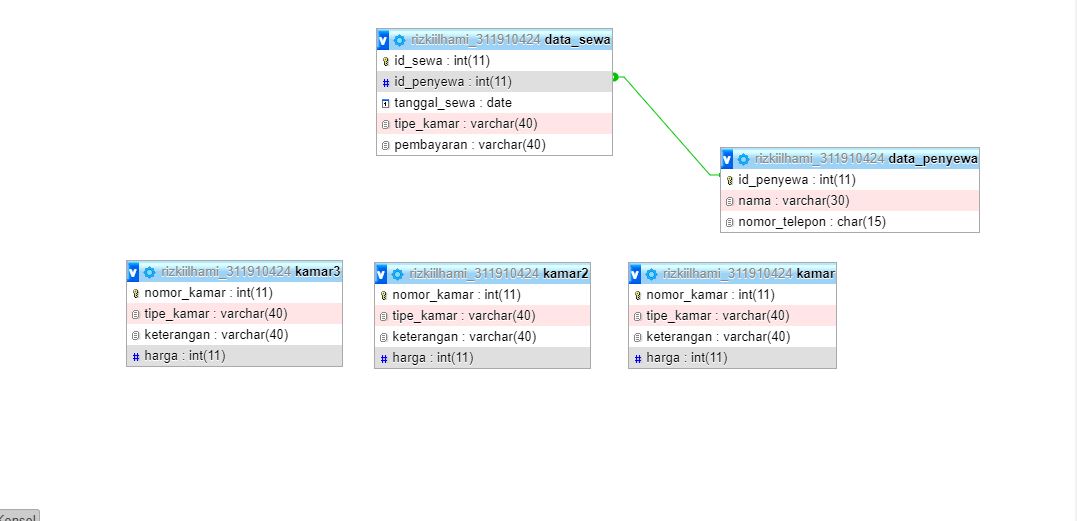 rizkiilhami_311910424 data_sewa
id_sewa : int(11)
id_penyewa : int(11)
tanggal_sewa : date
tipe_kamar : varchar(40)
pembayaran : varchar(40)
rizkiilhami_311910424 data_penyewa
id_penyewa : int(11)
nama : varchar(30)
nomor_telepon : char(15)
rizkiilhami_311910424 kamar3
nomor_kamar : int(11)
tipe_kamar : varchar(40)
keterangan : varchar(40)
harga : int(11)
rizkiilhami_311910424 kamar2
nomor_kamar : int(11)
tipe_kamar : varchar(40)
keterangan : varchar(40)
harga : int(11)
rizkiilhami_311910424 kamar
nomor_kamar : int(11)
tipe_kamar : varchar(40)
keterangan : varchar(40)
harga : int(11)
Konsol